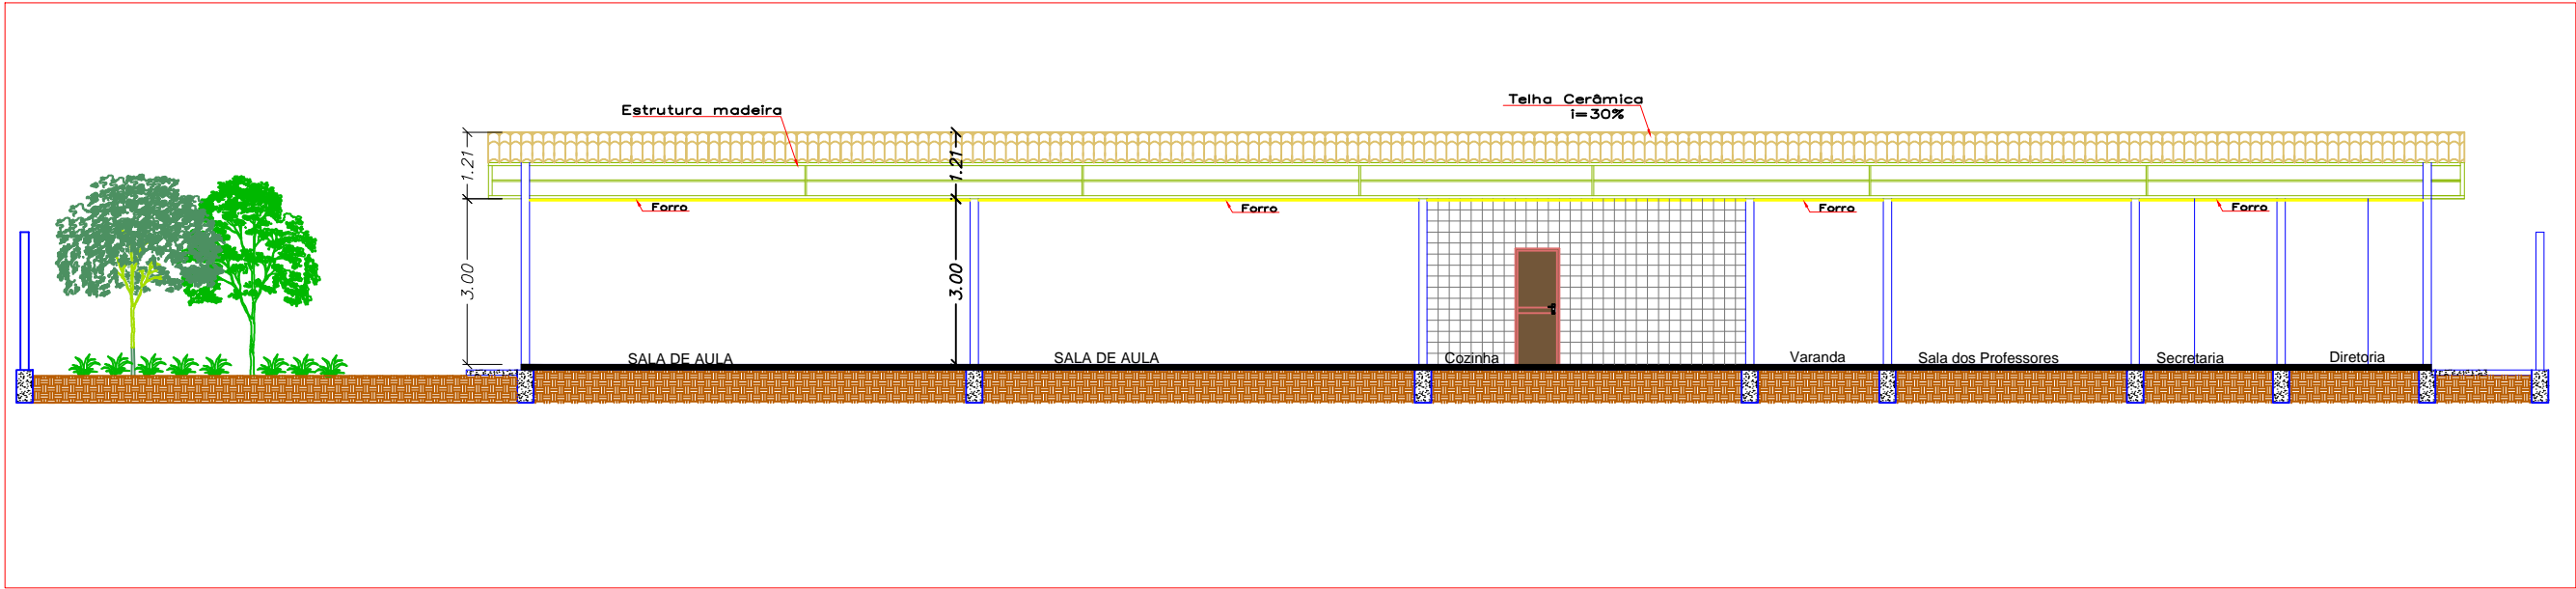 Telha Cerâmica
i=30%
Estrutura madeira
1.21
1.21
Forro
Forro
Forro
Forro
3.00
3.00
SALA DE AULA
SALA DE AULA
Cozinha
Varanda
Sala dos Professores
Secretaria
Diretoria